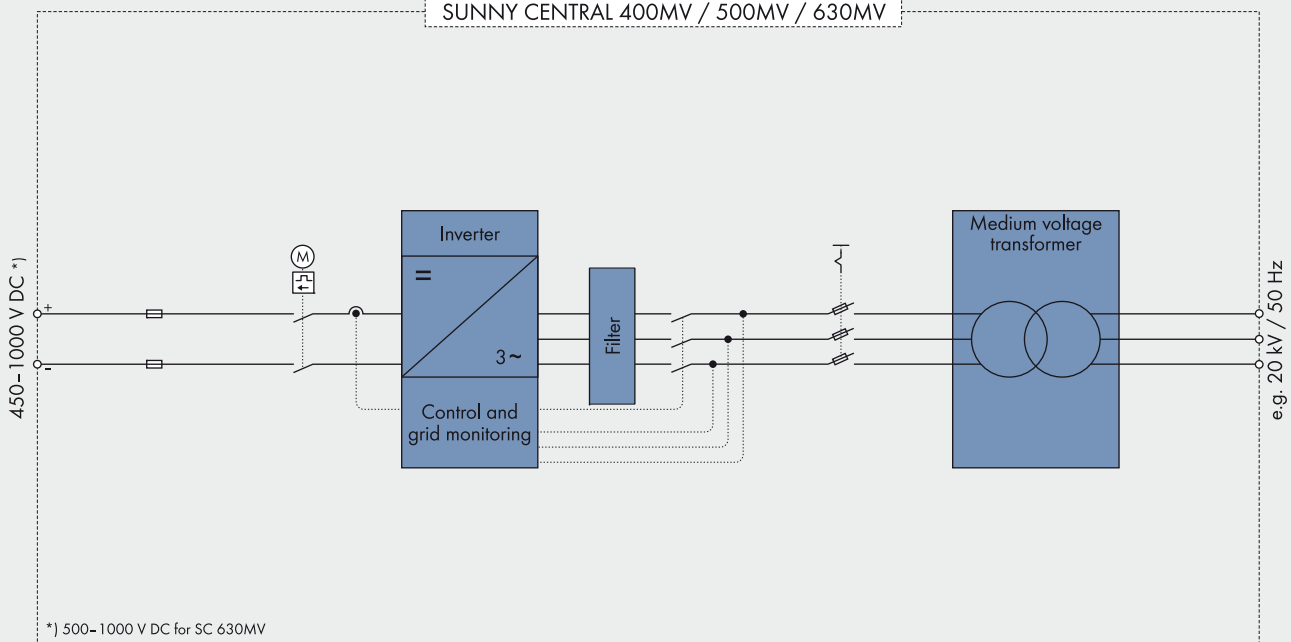 SUNNY CENTRAL 400MV / 500MV / 630MV
450–1000 V DC *)
+
-
M
Inverter
=
3~
Control and
grid monitoring
Filter
Medium voltage
transformer
e.g. 20 kV / 50 Hz
*) 500–1000 V DC for SC 630MV